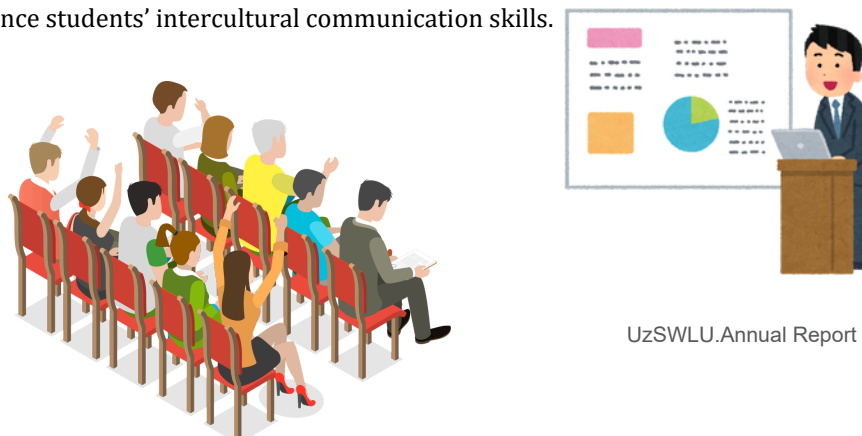 nce students’ intercultural communication skills.
UzSWLU.Annual Report